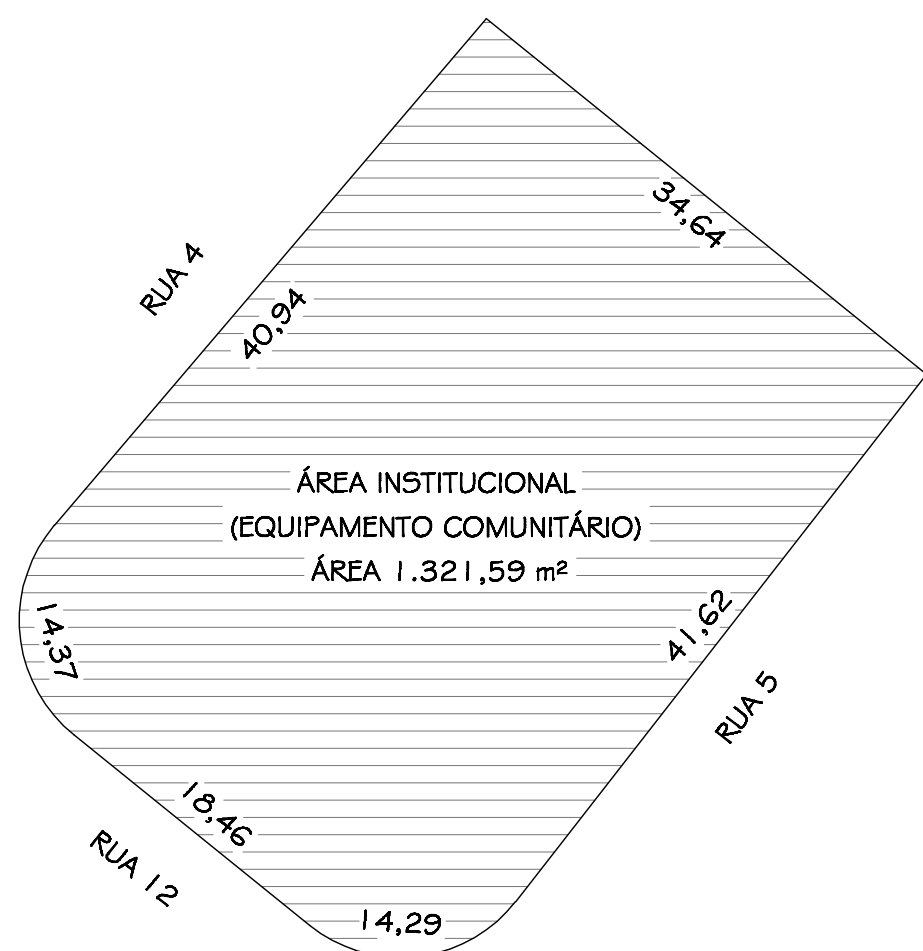 34,64
RUA 4
40,94
ÁREA INSTITUCIONAL
(EQUIPAMENTO COMUNITÁRIO)
ÁREA 1.321,59 m²
14,37
41,62
RUA 5
18,46
RUA 12
14,29